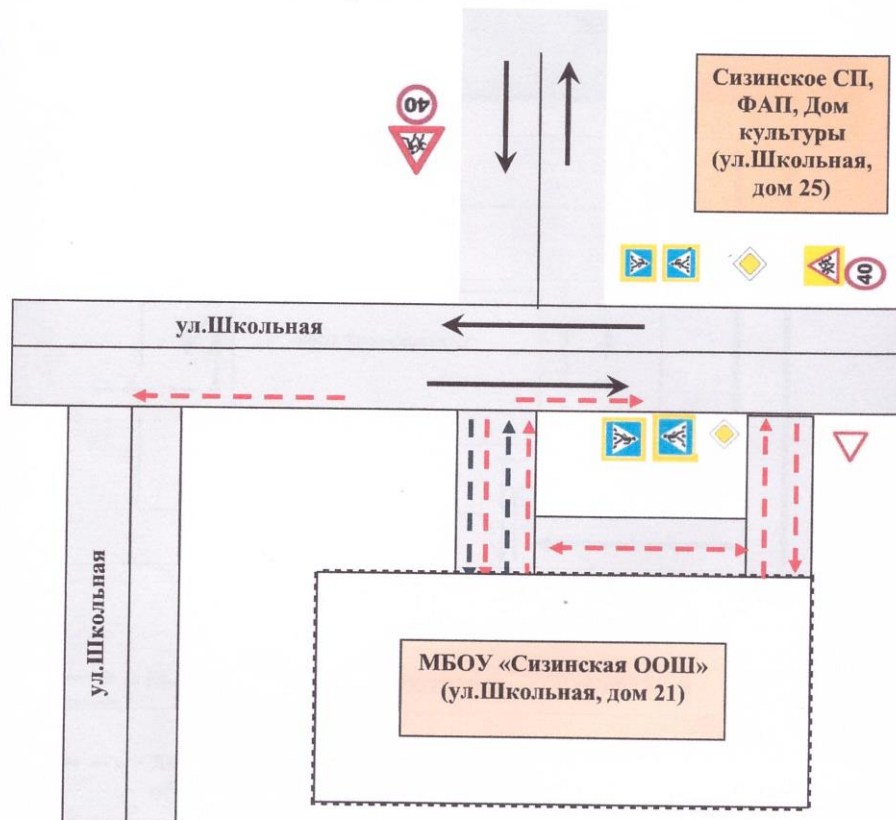 40
Сизинское СП,
ФАП, Дом
культуры
(ул.Школьная,
дом 25)
40
ул.Школьная
ул.Школьная
МБОУ «Сизинская ООШ»
(ул.Школьная, дом 21)